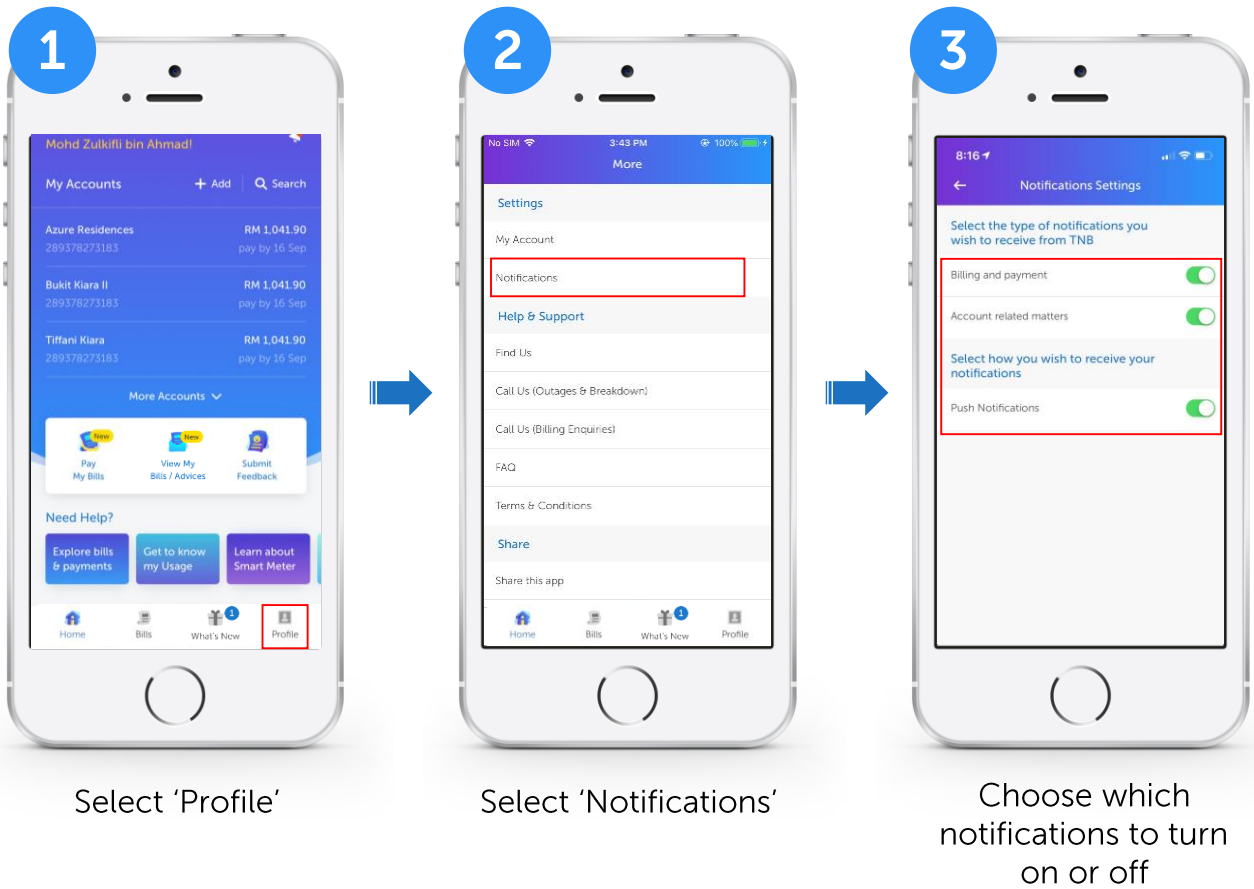 1
Mohd Zulkifli bin Ahmad!
My Accounts + Add Search
Azure Residences RM 1,041.90
289378273183 pay by 16 Sep
Bukit Kiara II RM 1,041.90
289378273183 pay by 16 Sep
Tiffani Kiara RM 1,041.90
289378273183 pay by 16 Sep
More Accounts
New New
Pay View My Submit
My Bills Bills / Advices Feedback
Need Help?
Explore bills Get to know Learn about
& payments my Usage Smart Meter
1
Home Bills What's New Profile
Select ‘Profile’
2
No SIM 3:43 PM 100%
More
Settings
My Account
Notifications
Help & Support
Find Us
Call Us (Outages & Breakdown)
Call Us (Billing Enquiries)
FAQ
Terms & Conditions
Share
Share this app
1
Home Bills What's New Profile
Select ‘Notifications’
3
8:16
Notifications Settings
Select the type of notifications you
wish to receive from TNB
Billing and payment
Account related matters
Select how you wish to receive your
notifications
Push Notifications
Choose which
notifications to turn
on or off